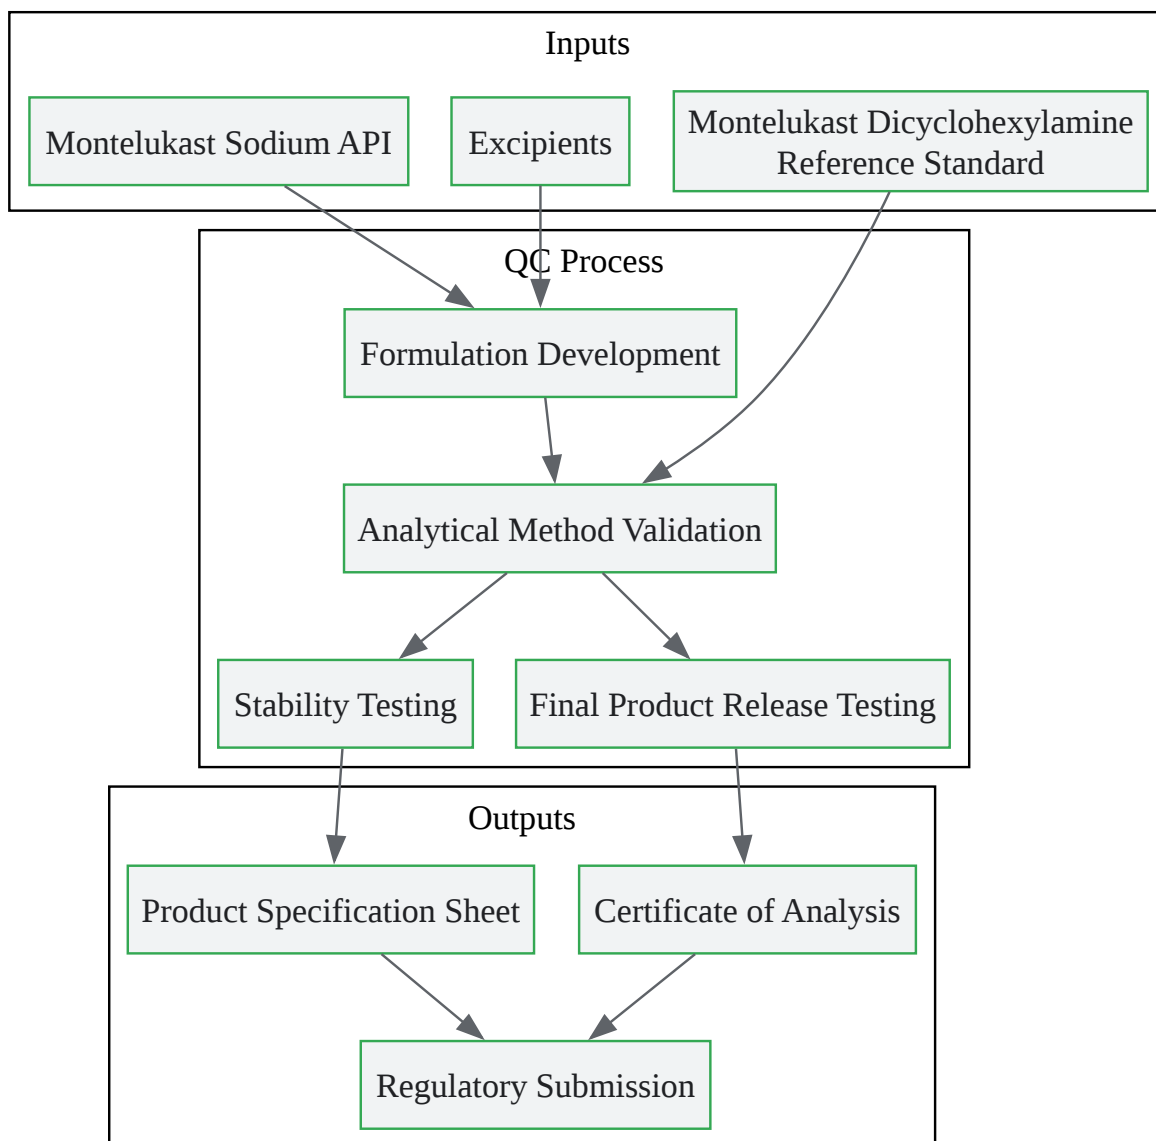 Inputs
Montelukast Sodium API
Excipients
Montelukast Dicyclohexylamine
Reference Standard
QC Process
Formulation Development
Analytical Method Validation
Stability Testing
Final Product Release Testing
Outputs
Product Specification Sheet
Certificate of Analysis
Regulatory Submission